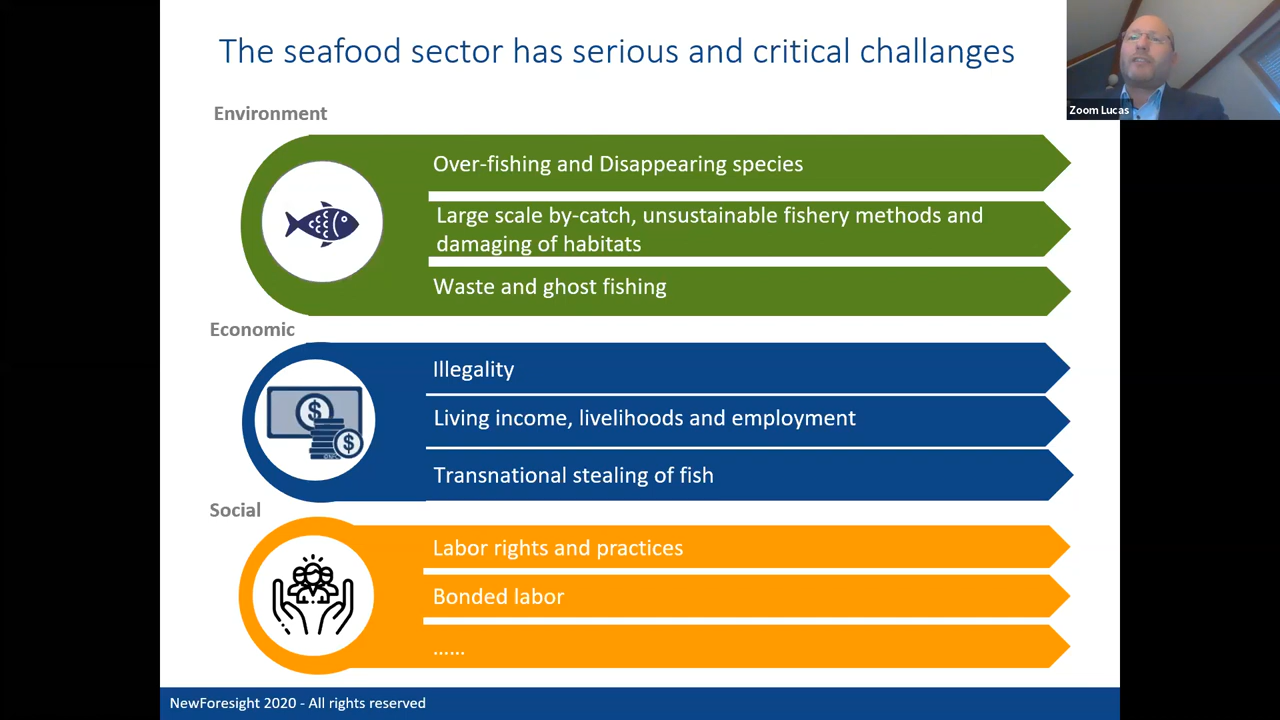 The seafood sector has serious and critical challanges
Zoom Lucas
Environment
Over-fishing and Disappearing species
Large scale by-catch, unsustainable fishery methods and
damaging of habitats
Waste and ghost fishing
Economic
$
$
Illegality
Living income, livelihoods and employment
Transnational stealing of fish
Social
Labor rights and practices
Bonded labor
......
NewForesight 2020 - All rights reserved